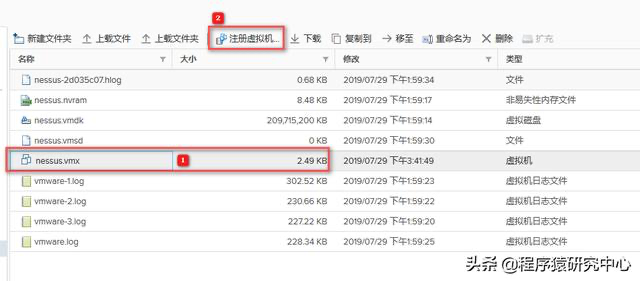 2
新建文件夹 上载文件 上载文件夹 注册虚拟机... 下载 复制到 移至 重命名为 删除 扩充
名称 大小 修改 类型
nessus-2d035c07.hlog 0.68 KB 2019/07/29 下午1:59:34 文件
nessus.nvram 8.48 KB 2019/07/29 下午1:59:17 非易失性内存文件
nessus.vmdk 209,715,200 KB 2019/07/29 下午1:59:14 虚拟磁盘
nessus.vmsd 0 KB 2019/07/29 下午1:59:30 文件
nessus.vmx 1 2.49 KB 2019/07/29 下午3:41:49 虚拟机
vmware-1.log 302.52 KB 2019/07/29 下午1:59:23 虚拟机日志文件
vmware-2.log 230.66 KB 2019/07/29 下午1:59:22 虚拟机日志文件
vmware-3.log 227.22 KB 2019/07/29 下午1:59:20 虚拟机日志文件
vmware.log 228.34 KB 2019/07/29 下午1:59:25 虚拟机日志文件
头条 @程序猿研究中心